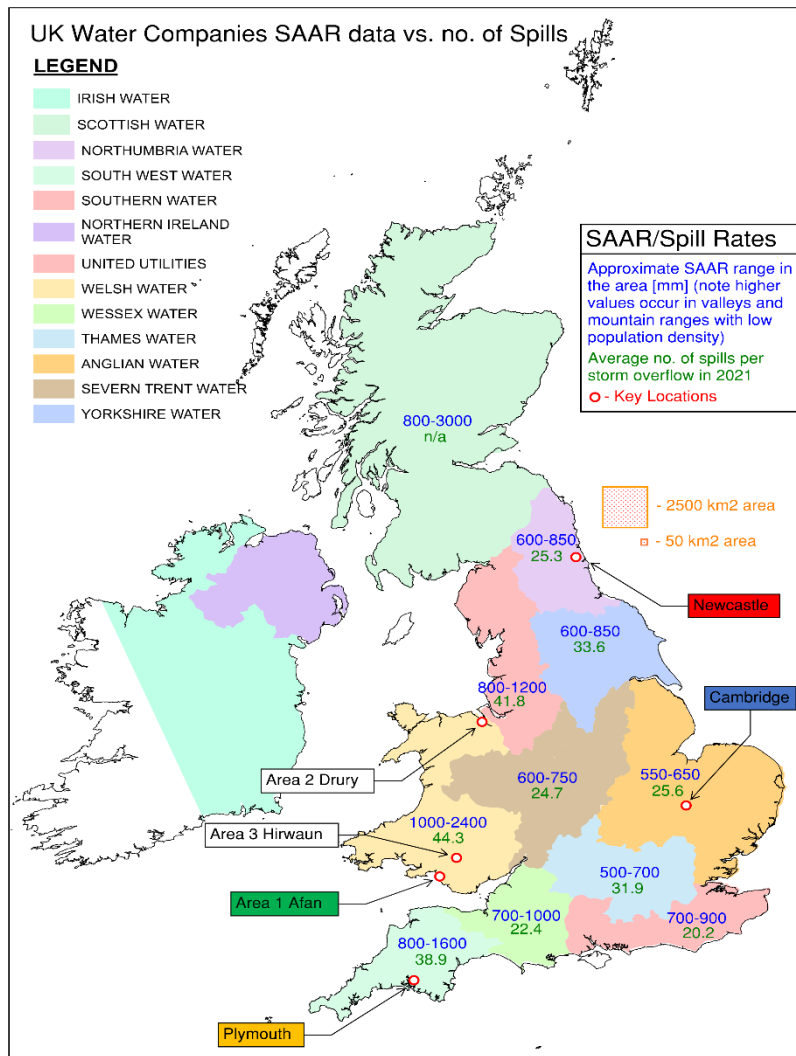 UK Water Companies SAAR data vs. no. of Spills
LEGEND
IRISH WATER
SCOTTISH WATER
NORTHUMBRIA WATER
SOUTH WEST WATER
SOUTHERN WATER
NORTHERN IRELAND
WATER
UNITED UTILITIES
WELSH WATER
WESSEX WATER
THAMES WATER
ANGLIAN WATER
SEVERN TRENT WATER
YORKSHIRE WATER
SAAR/Spill Rates
Approximate SAAR range in
the area [mm] (note higher
values occur in valleys and
mountain ranges with low
population density)
Average no. of spills per
storm overflow in 2021
- Key Locations
800-3000
n/a
- 2500 km2 area
- 50 km2 area
600-850
25.3
Newcastle
600-850
33.6
800-1200
41.8
Cambridge
Area 2 Drury
600-750
24.7
550-650
25.6
Area 3 Hirwaun
1000-2400
44.3
500-700
31.9
Area 1 Afan
700-1000
22.4
700-900
20.2
800-1600
38.9
Plymouth